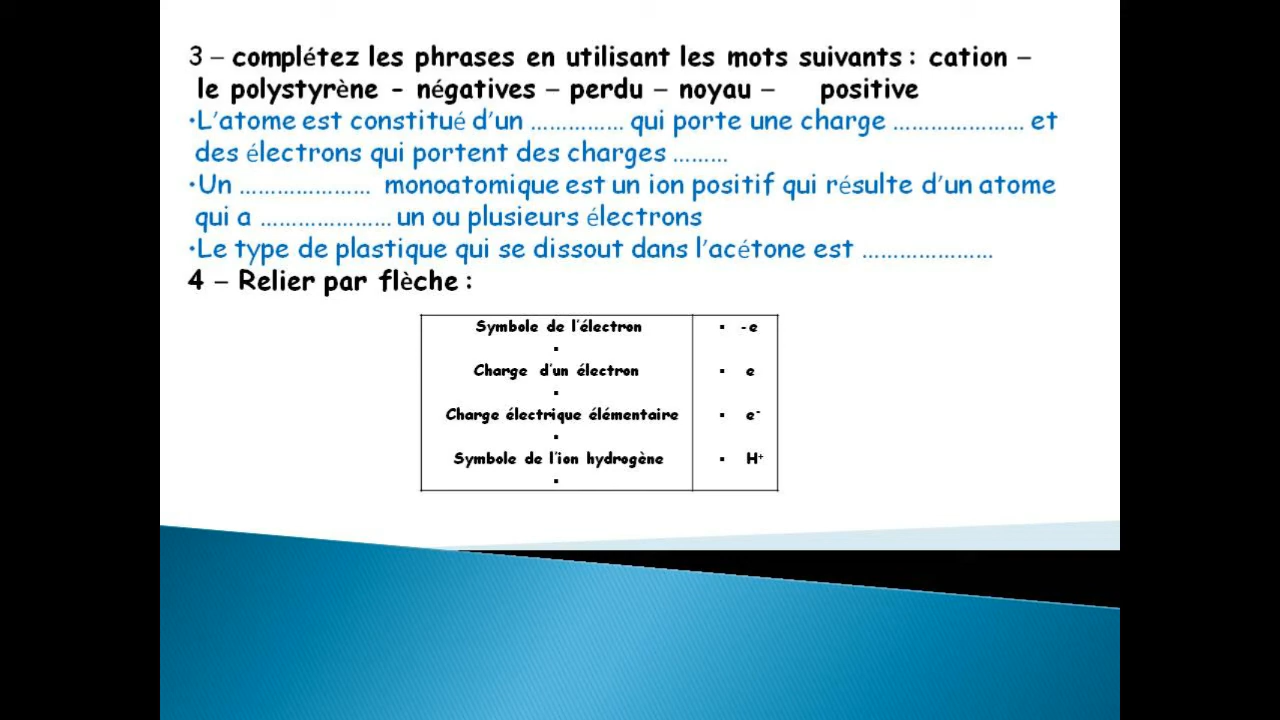 3 – complétez les phrases en utilisant les mots suivants : cation –
le polystyrène - négatives – perdu – noyau – positive
•L’atome est constitué d’un …………… qui porte une charge ………………… et
des électrons qui portent des charges ………
•Un ………………… monoatomique est un ion positif qui résulte d’un atome
qui a ………………… un ou plusieurs électrons
•Le type de plastique qui se dissout dans l’acétone est …………………
4 – Relier par flèche :
Symbole de l’électron ▪ -e
▪
Charge d’un électron ▪ e
▪
Charge électrique élémentaire ▪ e⁻
▪
Symbole de l’ion hydrogène ▪ H⁺
▪